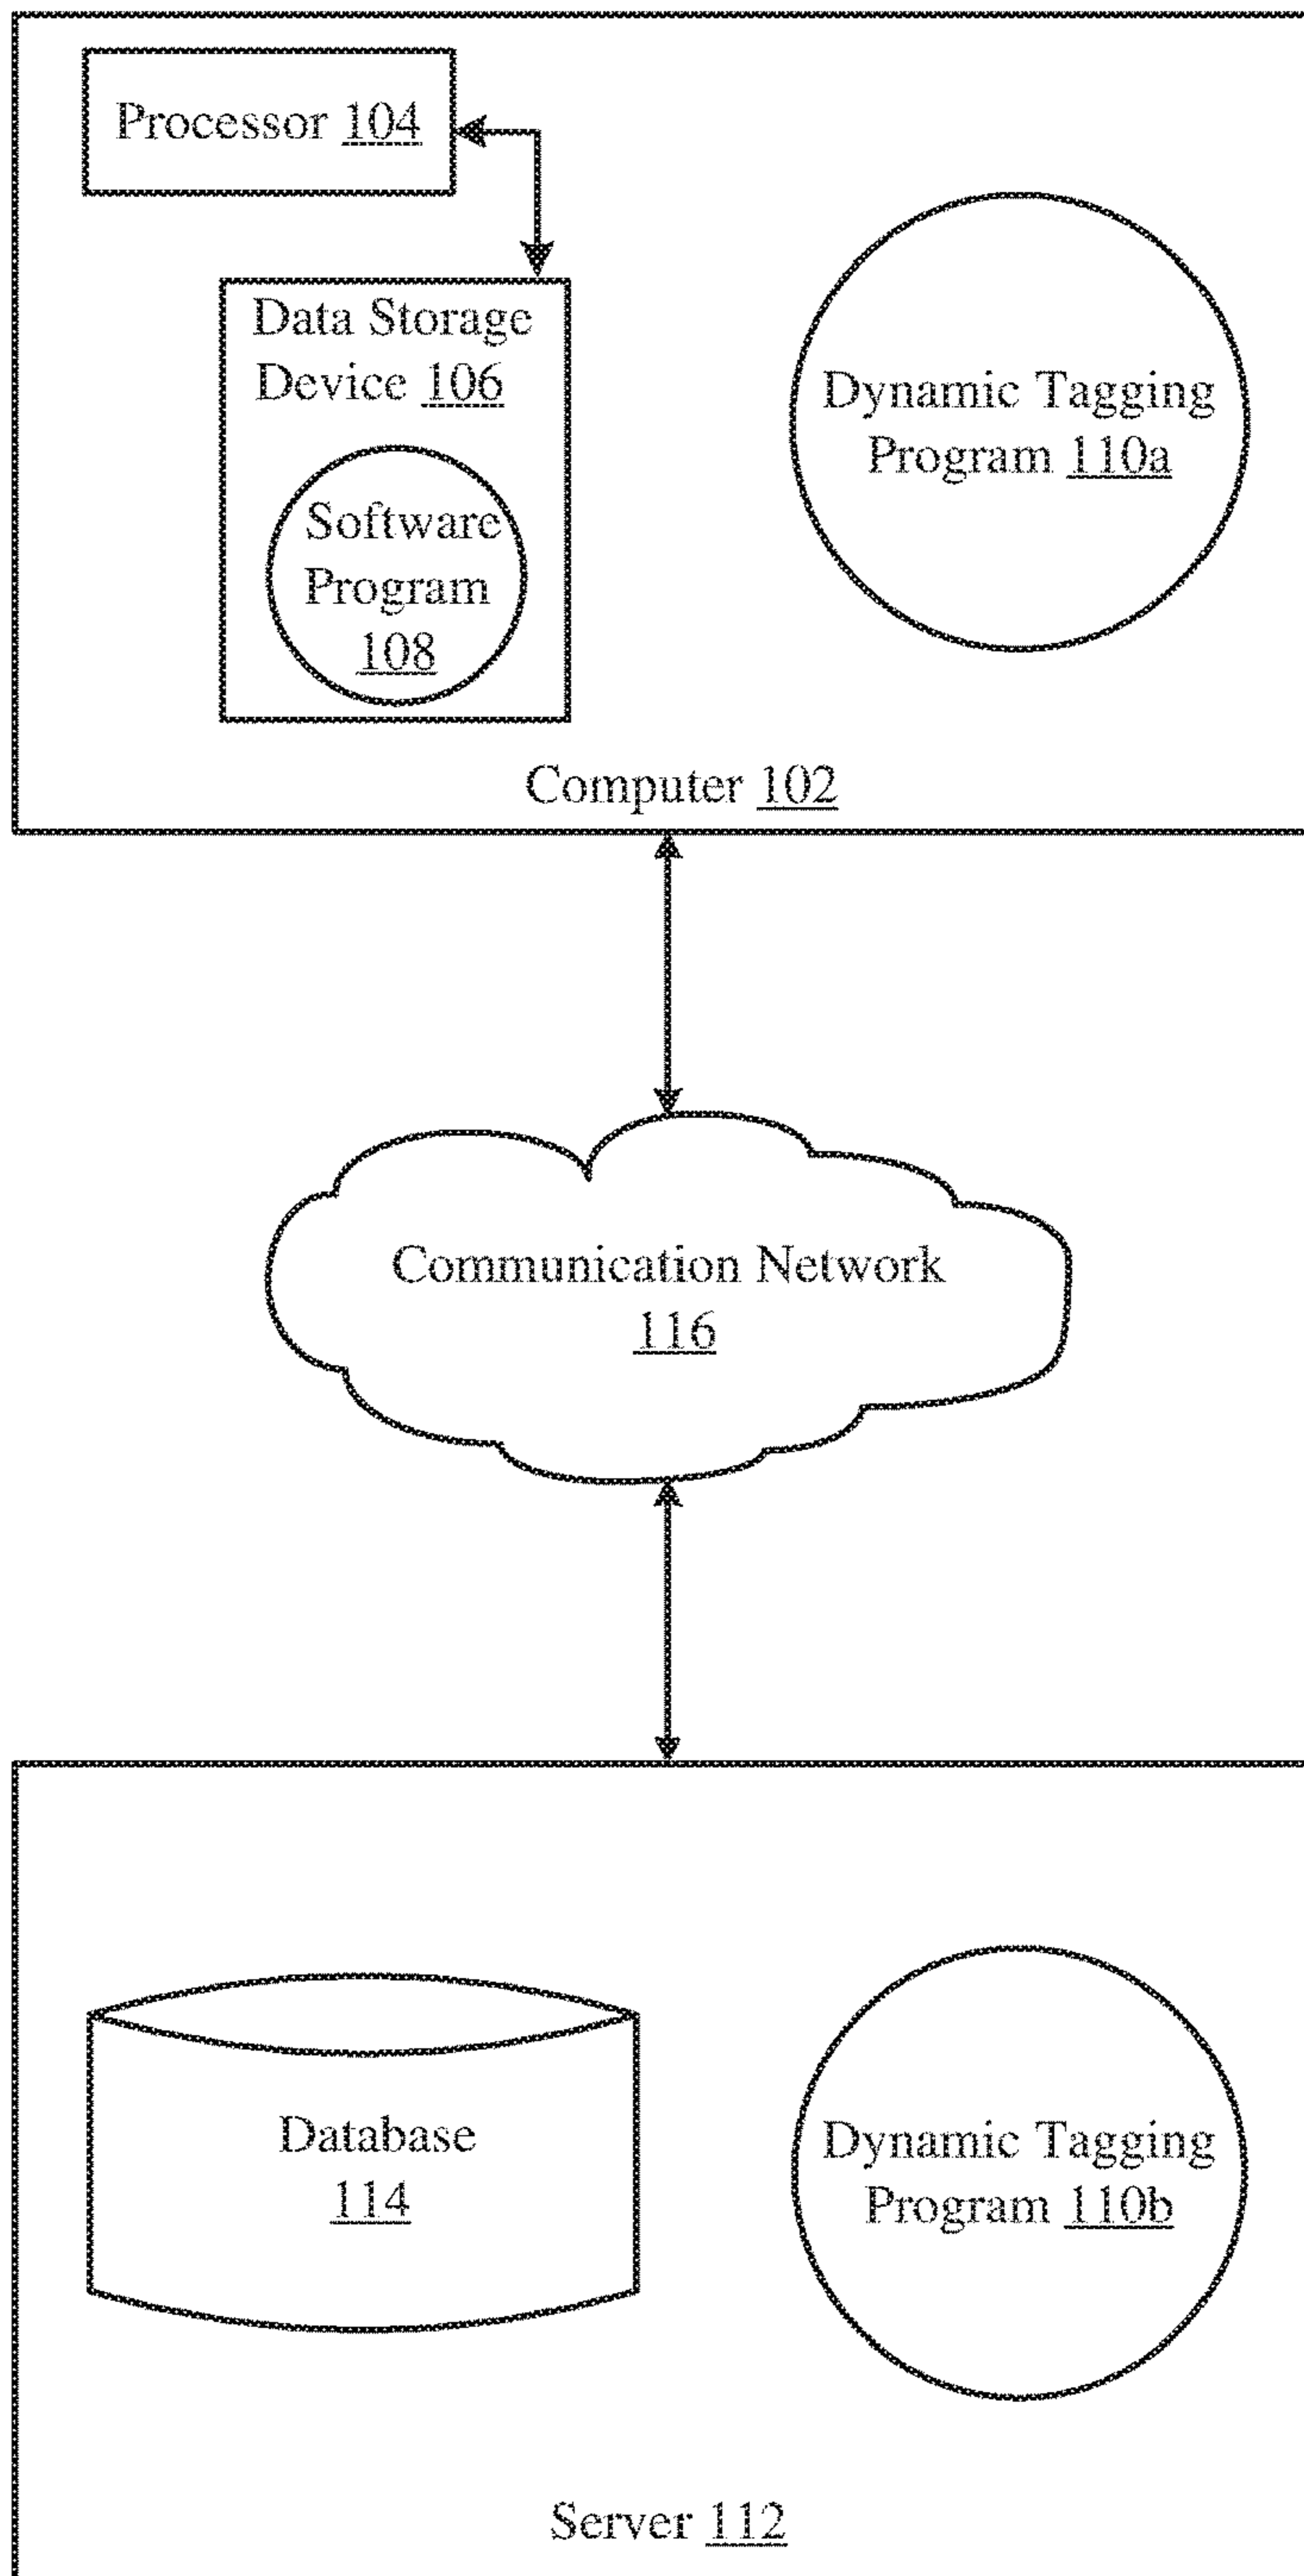 Processor 104
Data Storage
Device 106
Software
Program
108
Dynamic Tagging
Program 110a
Computer 102
Communication Network
116
Database
114
Dynamic Tagging
Program 110b
Server 112